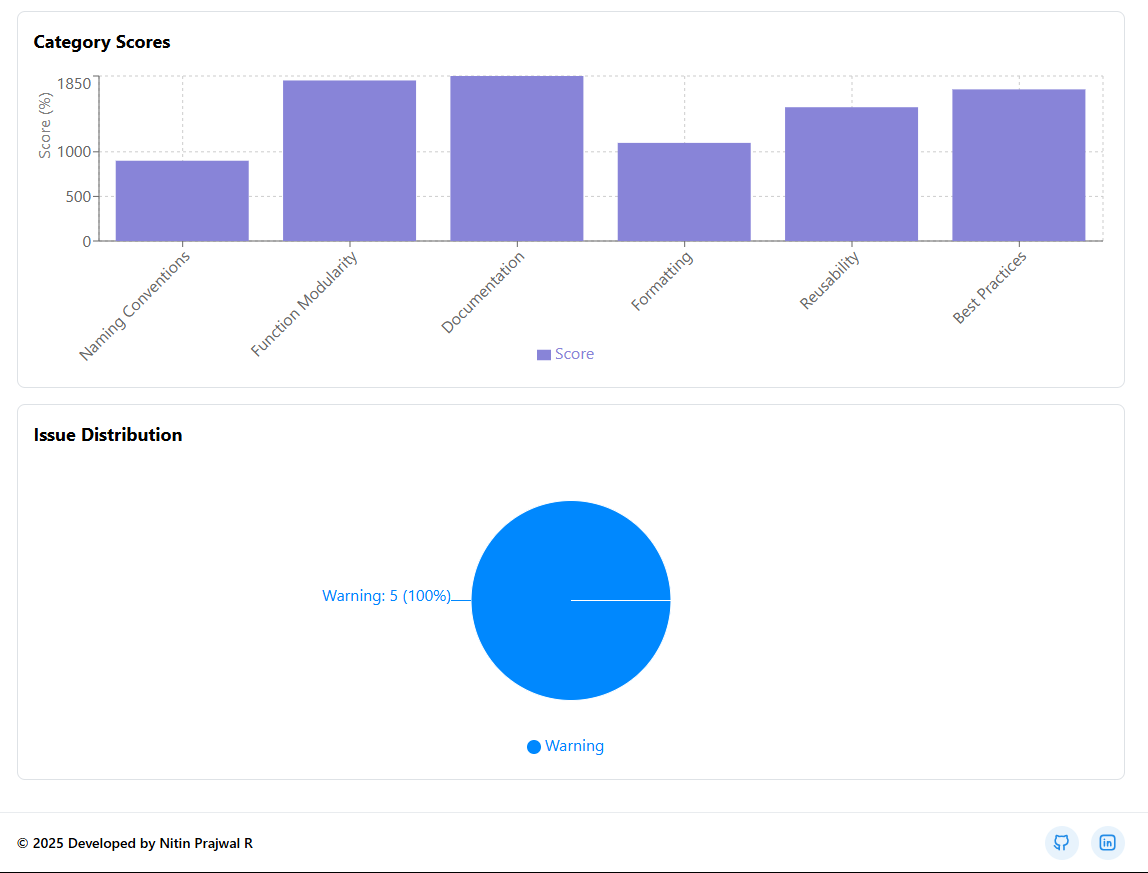 Category Scores
Score (%)
1850
1000
500
0
Naming Conventions
Function Modularity
Documentation
Formatting
Reusability
Best Practices
Score
Issue Distribution
Warning: 5 (100%)
Warning
© 2025 Developed by Nitin Prajwal R
in